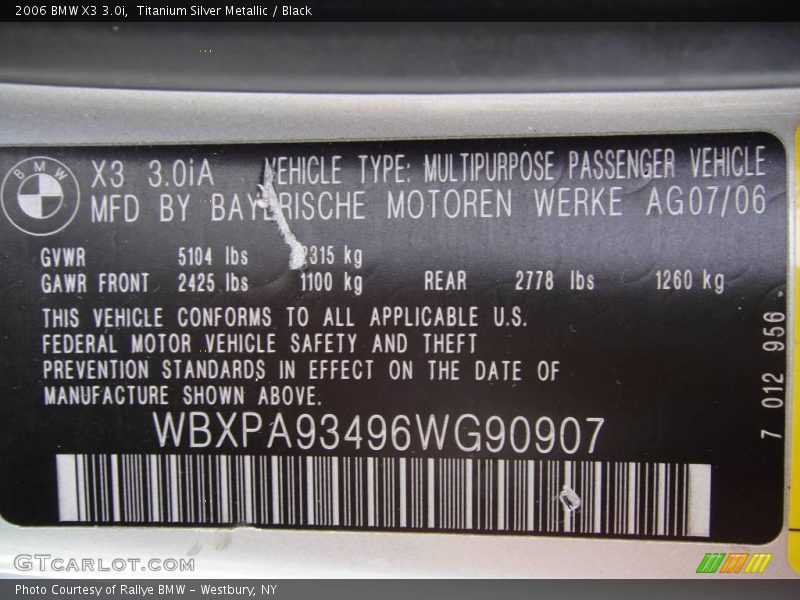 2006 BMW X3 3.0i,  Titanium Silver Metallic / Black
BMW
X3 3.0iA VEHICLE TYPE: MULTIPURPOSE PASSENGER VEHICLE
MFD BY BAYERISCHE MOTOREN WERKE AG07/06
GVWR 5104 lbs 2315 kg
GAWR FRONT 2425 lbs 1100 kg REAR 2778 lbs 1260 kg
THIS VEHICLE CONFORMS TO ALL APPLICABLE U.S.
FEDERAL MOTOR VEHICLE SAFETY AND THEFT
PREVENTION STANDARDS IN EFFECT ON THE DATE OF
MANUFACTURE SHOWN ABOVE.
WBXPA93496WG90907
7 012 956
GTCARLOT.COM
Photo Courtesy of Rallye BMW - Westbury, NY